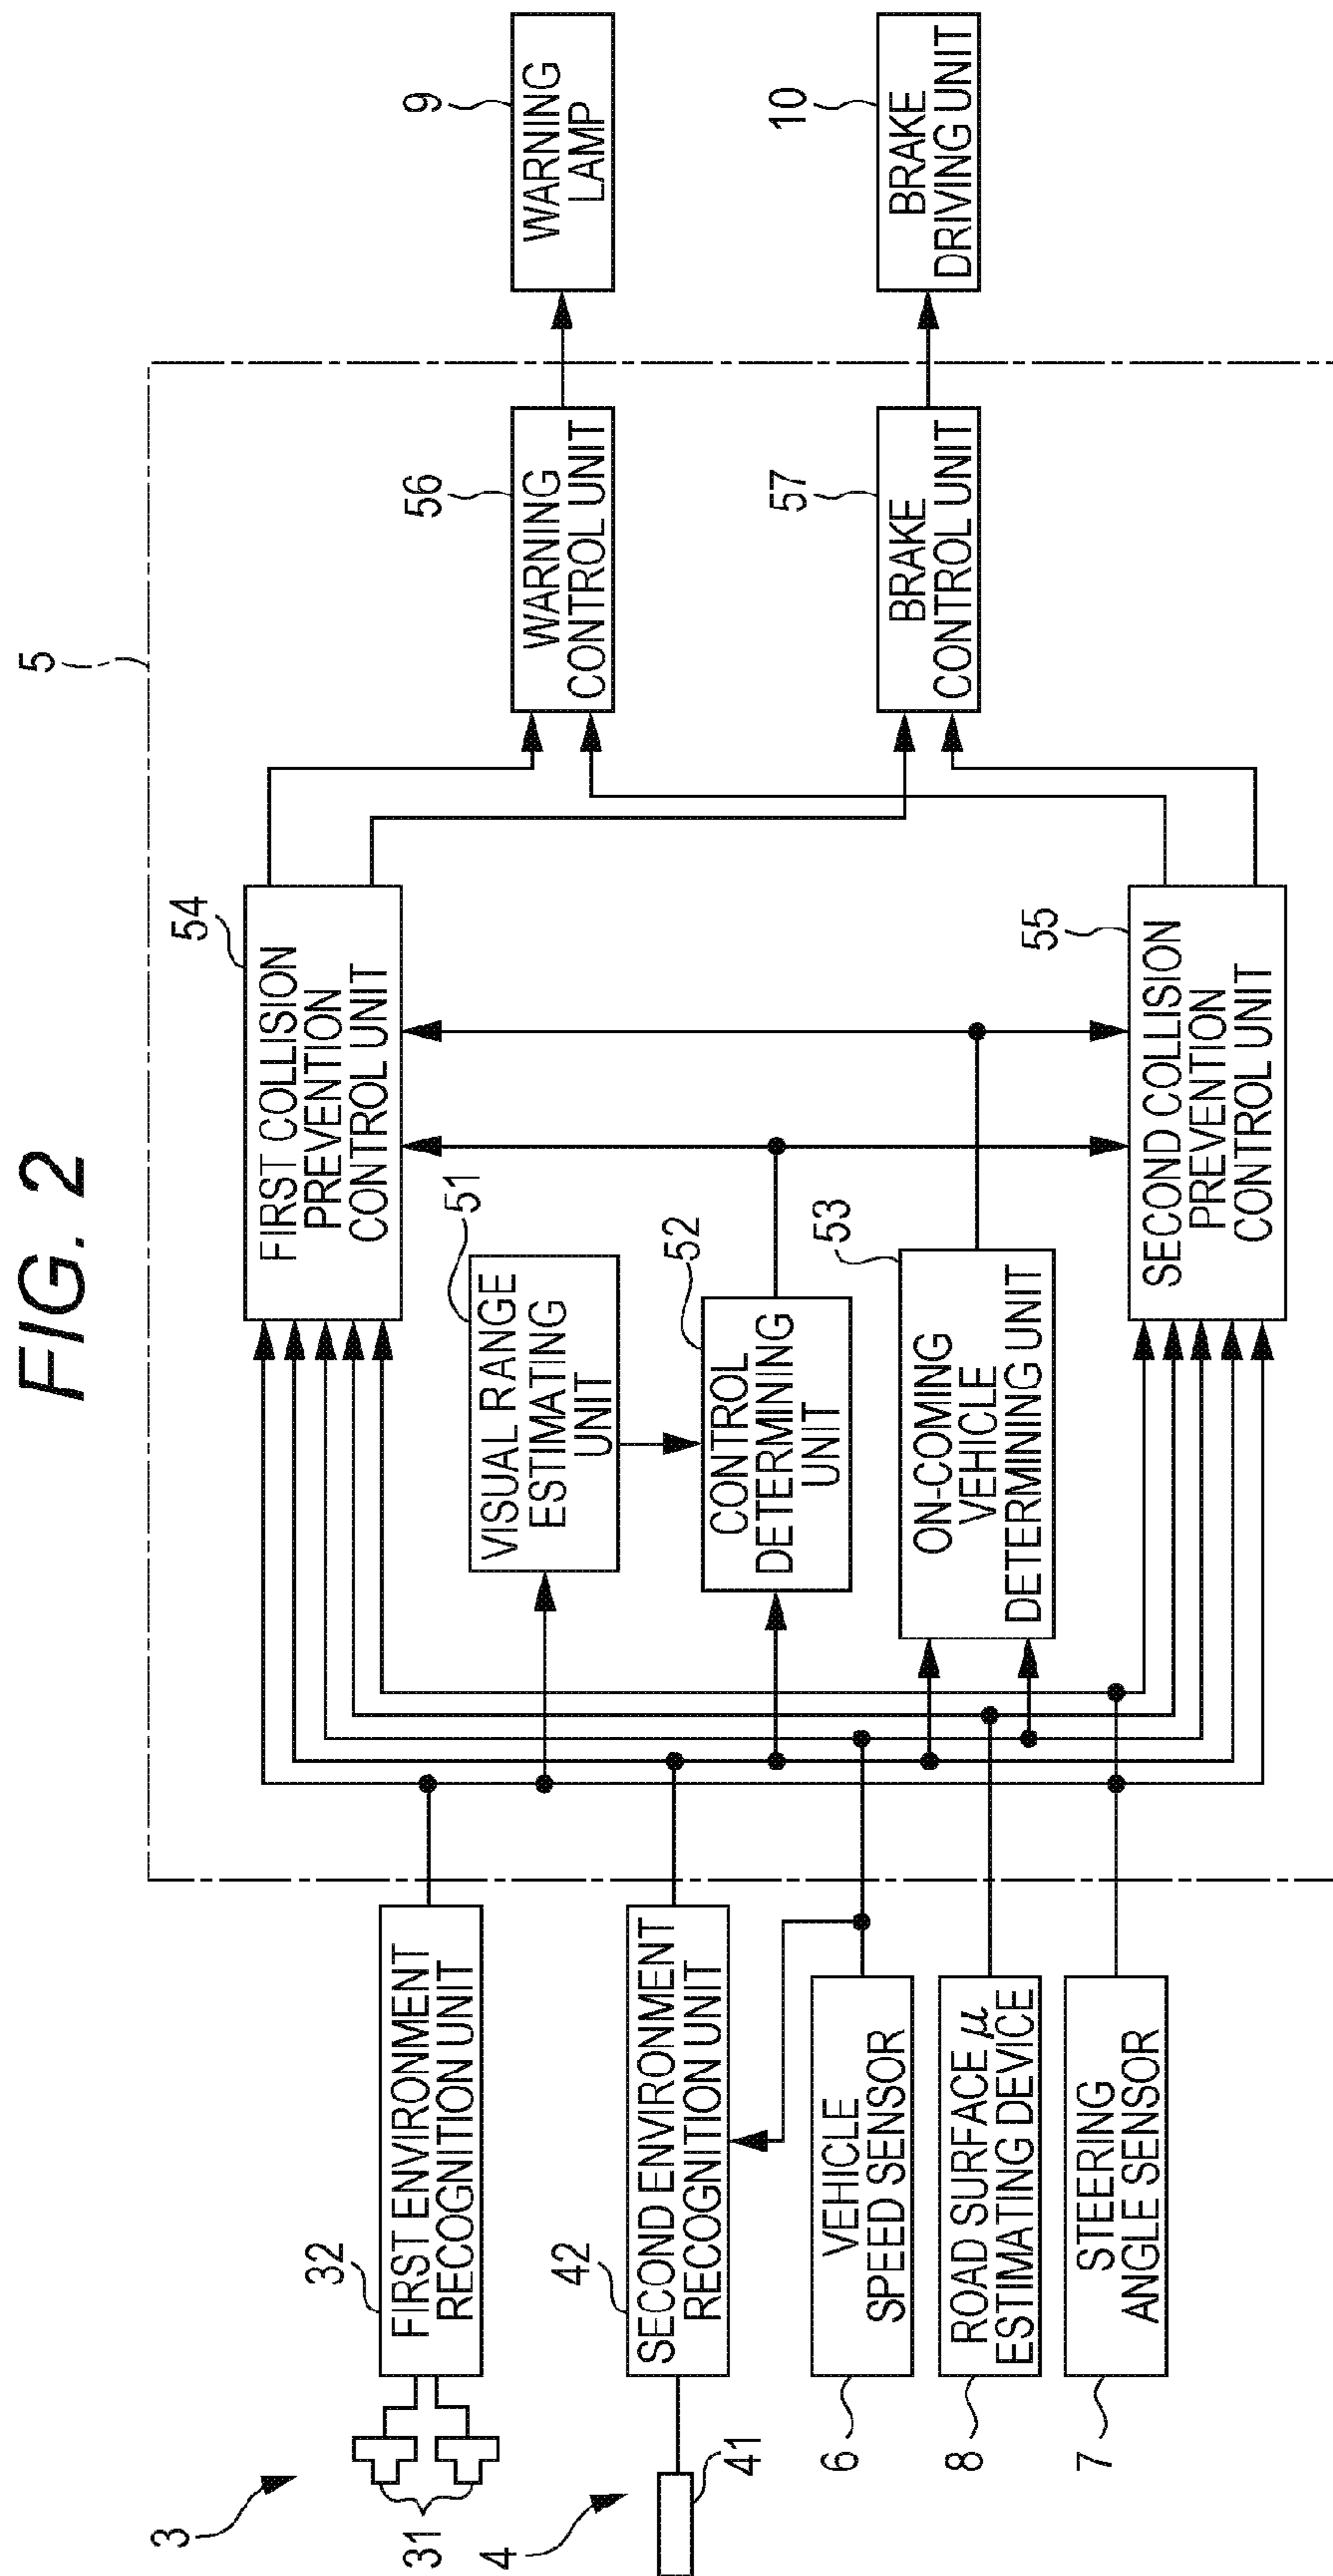 FIG. 2
3
31
32
FIRST ENVIRONMENT
RECOGNITION UNIT
4
41
42
SECOND ENVIRONMENT
RECOGNITION UNIT
6
VEHICLE
SPEED SENSOR
8
ROAD SURFACE μ
ESTIMATING DEVICE
7
STEERING
ANGLE SENSOR
5
54
FIRST COLLISION
PREVENTION
CONTROL UNIT
51
VISUAL RANGE
ESTIMATING
UNIT
52
CONTROL
DETERMINING
UNIT
53
ON-COMING
VEHICLE
DETERMINING UNIT
55
SECOND COLLISION
PREVENTION
CONTROL UNIT
56
WARNING
CONTROL UNIT
57
BRAKE
CONTROL UNIT
9
WARNING
LAMP
10
BRAKE
DRIVING UNIT